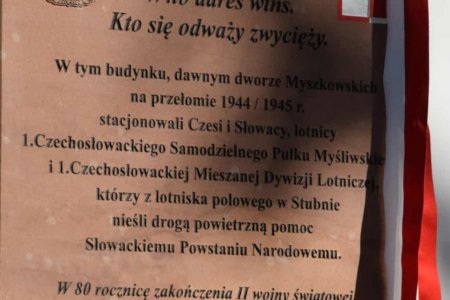 Who dares wins.
Kto się odważy zwycięży.
W tym budynku, dawnym dworze Myszkowskich
na przełomie 1944 / 1945 r.
stacjonowali Czesi i Słowacy, lotnicy
1.Czechosłowackiego Samodzielnego Pułku Myśliwskie
i 1.Czechosłowackiej Mieszanej Dywizji Lotniczej,
którzy z lotniska polowego w Stubnie
nieśli drogą powietrzną pomoc
Słowackiemu Powstaniu Narodowemu.
W 80 rocznicę zakończenia II wojny światowej